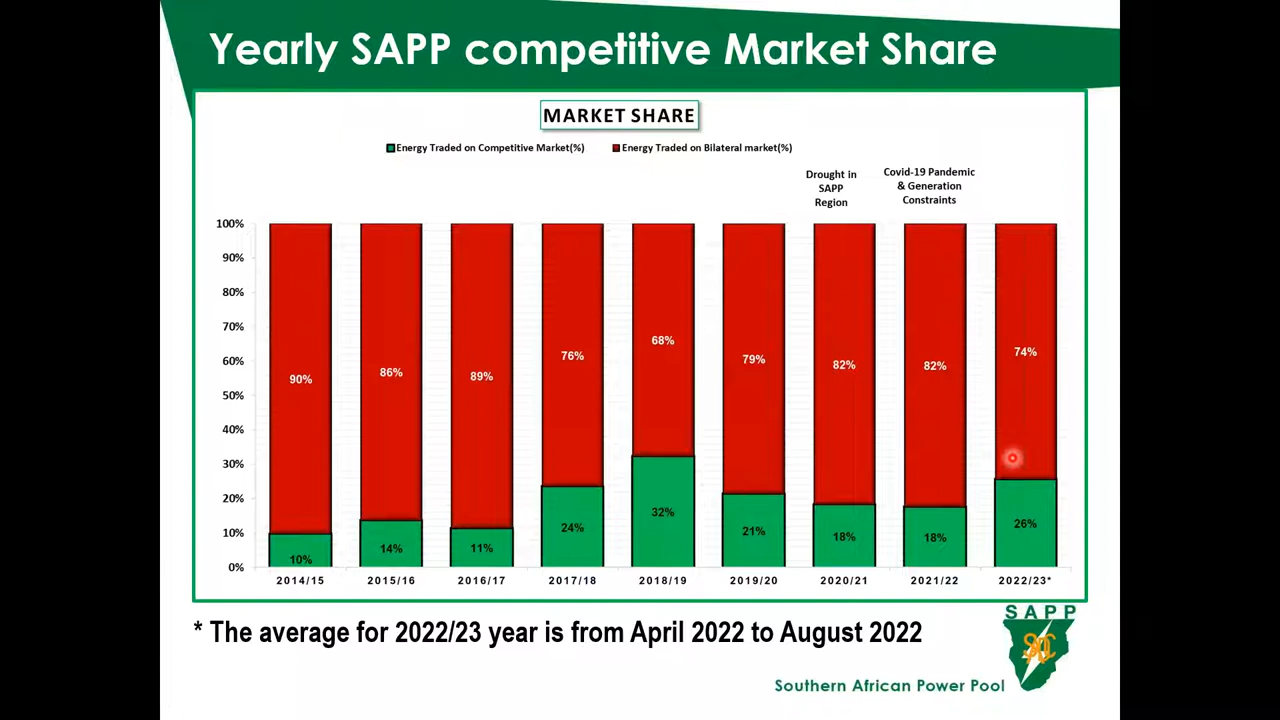 Yearly SAPP competitive Market Share
MARKET SHARE
Energy Traded on Competitive Market(%) Energy Traded on Bilateral market(%)
Drought in
SAPP
Region
Covid-19 Pandemic
& Generation
Constraints
100%
90%
80%
70%
60%
50%
40%
30%
20%
10%
0%
90% 86% 89% 76% 68% 79% 82% 82% 74%
10% 14% 11% 24% 32% 21% 18% 18% 26%
2014/15 2015/16 2016/17 2017/18 2018/19 2019/20 2020/21 2021/22 2022/23*
* The average for 2022/23 year is from April 2022 to August 2022
SAPP
Southern African Power Pool